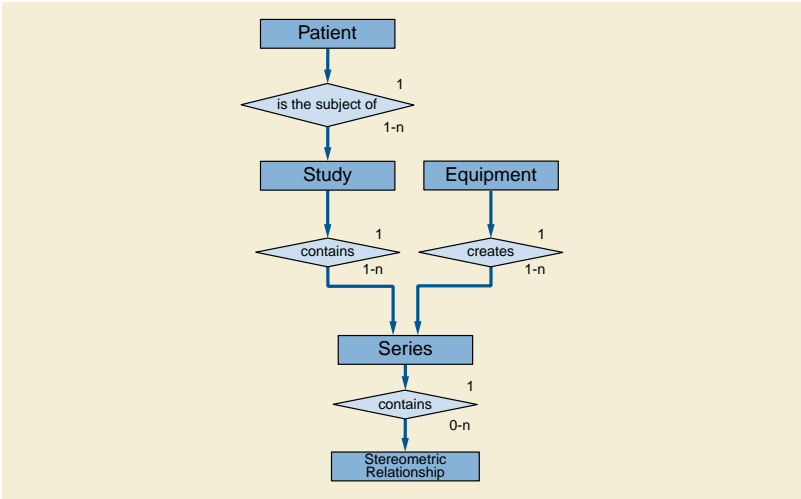 Patient
1
is the subject of
1-n
Study
Equipment
1
1
contains
creates
1-n
1-n
Series
1
contains
0-n
Stereometric
Relationship